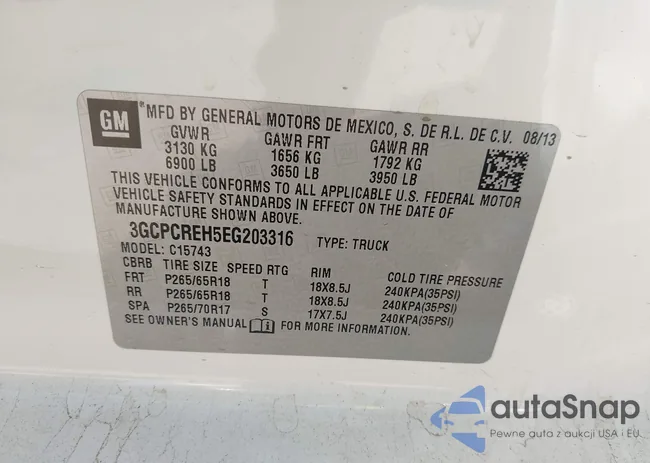 GM
®MFD BY GENERAL MOTORS DE MEXICO, S. DE R.L. DE C.V. 08/13
GVWR GAWR FRT GAWR RR
3130 KG 1656 KG 1792 KG
6900 LB 3650 LB 3950 LB
THIS VEHICLE CONFORMS TO ALL APPLICABLE U.S. FEDERAL MOTOR
VEHICLE SAFETY STANDARDS IN EFFECT ON THE DATE OF
MANUFACTURE SHOWN ABOVE.
3GCPCREH5EG203316 TYPE: TRUCK
MODEL: C15743
CBRB TIRE SIZE SPEED RTG RIM COLD TIRE PRESSURE
FRT P265/65R18 T 18X8.5J 240KPA(35PSI)
RR P265/65R18 T 18X8.5J 240KPA(35PSI)
SPA P265/70R17 S 17X7.5J 240KPA(35PSI)
SEE OWNER'S MANUAL FOR MORE INFORMATION.
autaSnap
Pewne auta z aukcji USA i EU